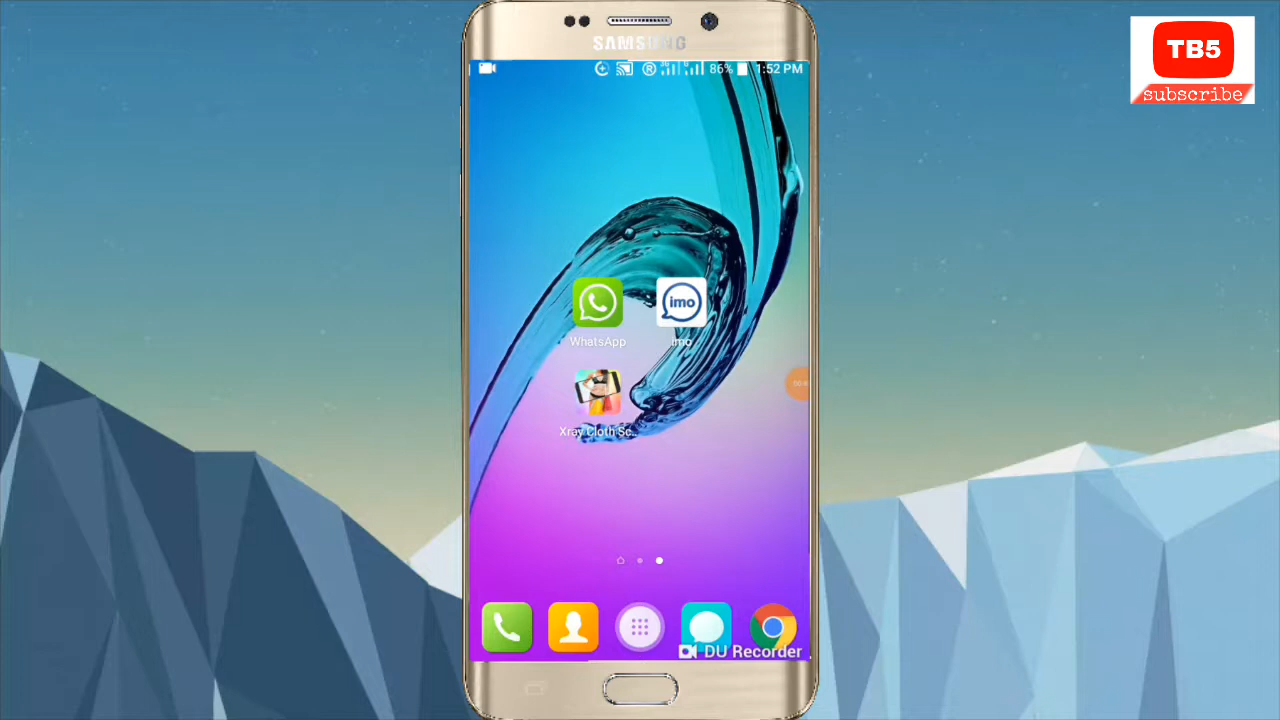 SAMSUNG
86% 1:52 PM
TB5
subscribe
imo
WhatsApp
imo
Xray Cloth Sc..
DU Recorder